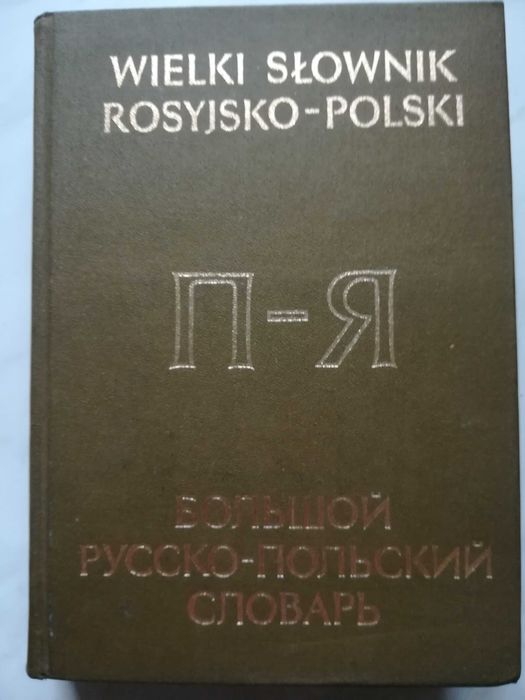 WIELKI SŁOWNIK
ROSYJSKO-POLSKI
П-Я
БОЛЬШОЙ
РУССКО-ПОЛЬСКИЙ
СЛОВАРЬ